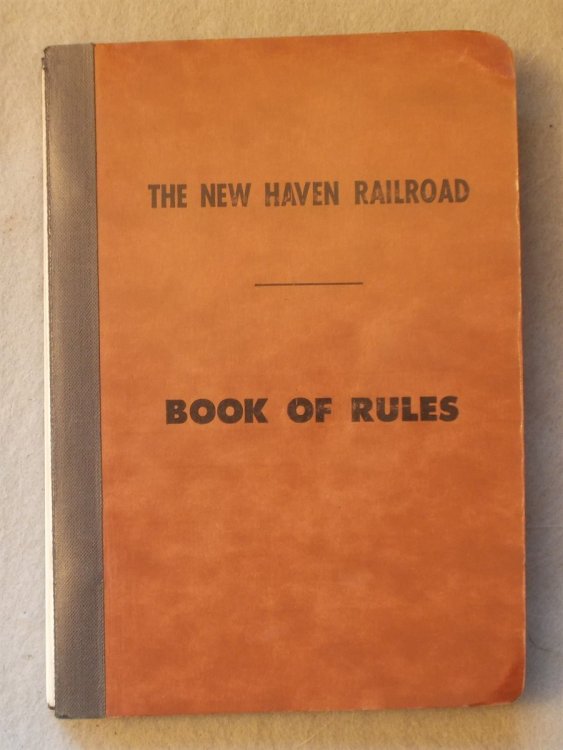 THE NEW HAVEN RAILROAD
BOOK OF RULES